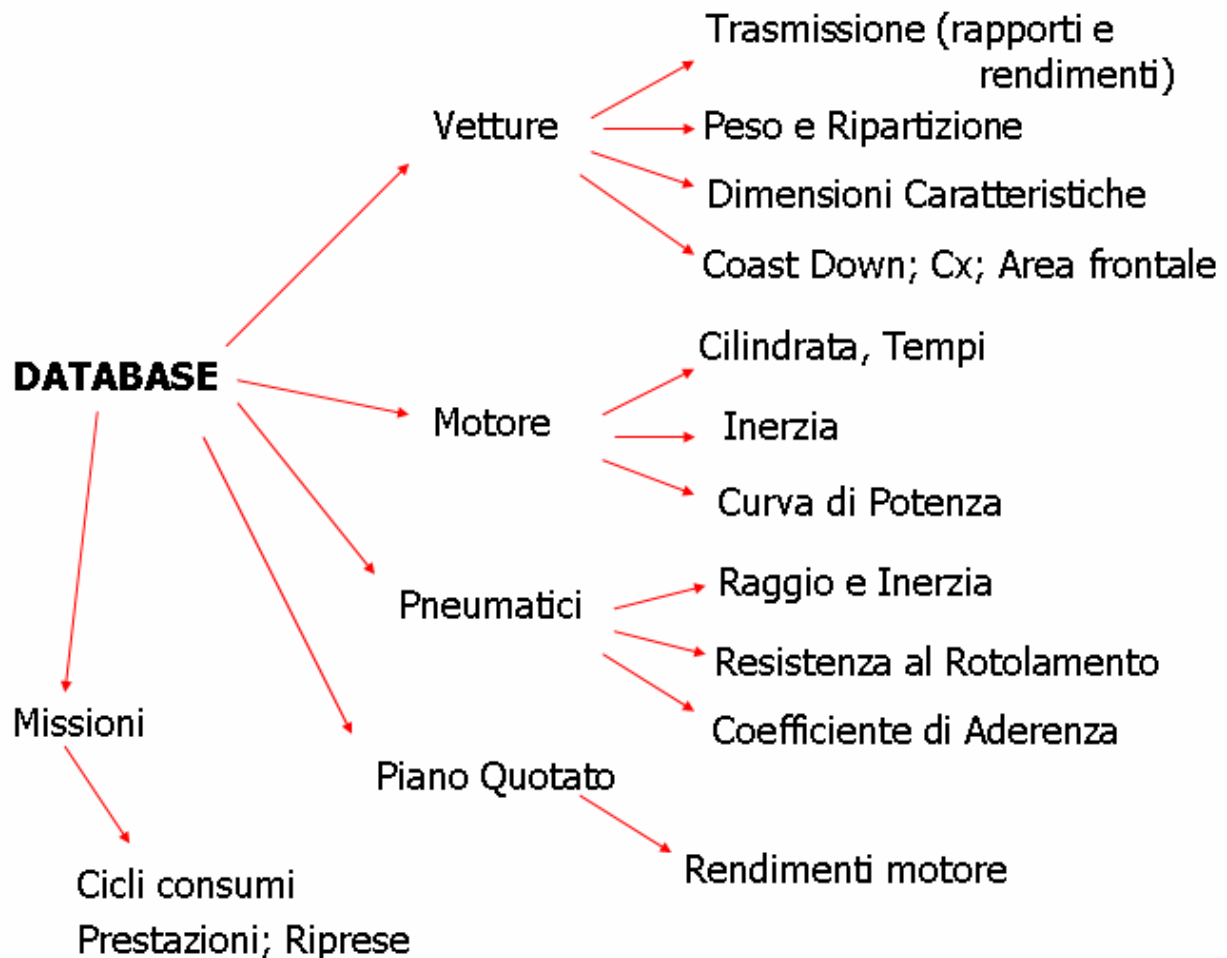 Trasmissione (rapporti e
rendimenti)
Vetture
Peso e Ripartizione
Dimensioni Caratteristiche
Coast Down; Cx; Area frontale
DATABASE
Cilindrata, Tempi
Motore
Inerzia
Curva di Potenza
Pneumatici
Raggio e Inerzia
Resistenza al Rotolamento
Coefficiente di Aderenza
Missioni
Piano Quotato
Rendimenti motore
Cicli consumi
Prestazioni; Riprese